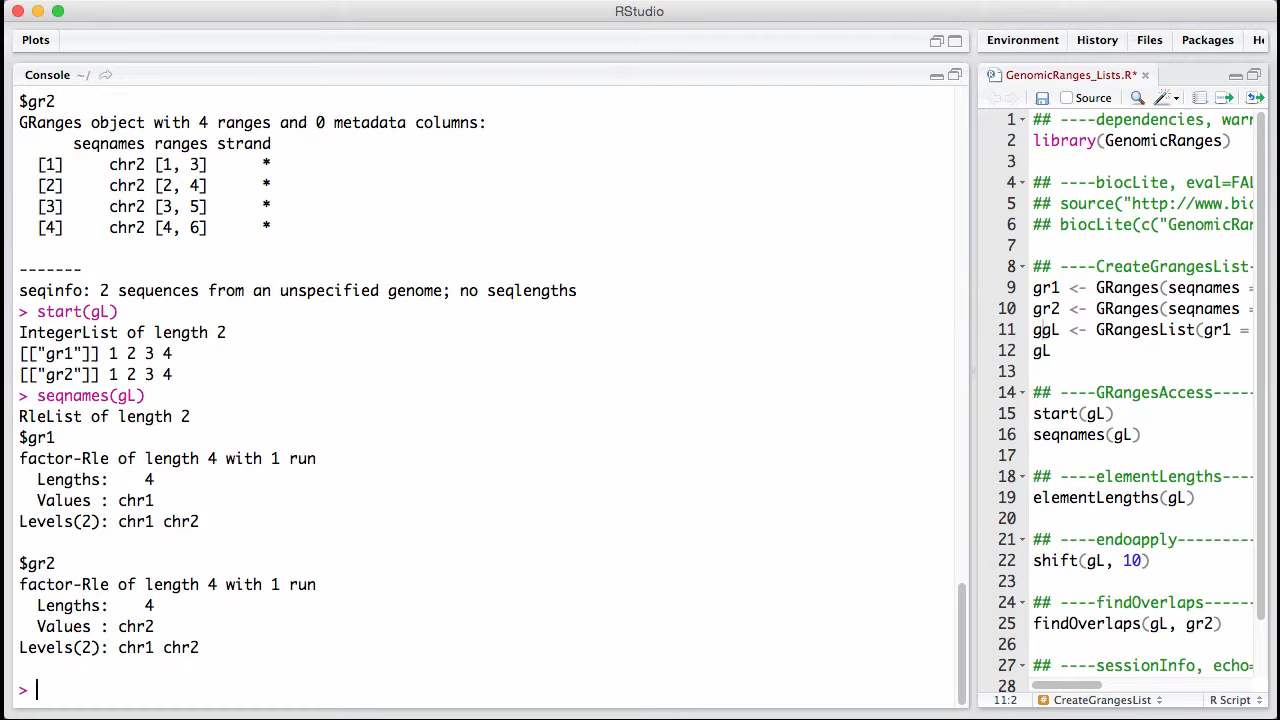 RStudio
Plots
Console ~/
$gr2
GRanges object with 4 ranges and 0 metadata columns:
seqnames ranges strand
[1] chr2 [1, 3] *
[2] chr2 [2, 4] *
[3] chr2 [3, 5] *
[4] chr2 [4, 6] *
-------
seqinfo: 2 sequences from an unspecified genome; no seqlengths
> start(gL)
IntegerList of length 2
[["gr1"]] 1 2 3 4
[["gr2"]] 1 2 3 4
> seqnames(gL)
RleList of length 2
$gr1
factor-Rle of length 4 with 1 run
Lengths: 4
Values : chr1
Levels(2): chr1 chr2
$gr2
factor-Rle of length 4 with 1 run
Lengths: 4
Values : chr2
Levels(2): chr1 chr2
>
Environment History Files Packages He
GenomicRanges_Lists.R*
Source
1 ## ----dependencies, warr
2 library(GenomicRanges)
3
4 ## ----biocLite, eval=FAL
5 ## source("http://www.bio
6 ## biocLite(c("GenomicRan
7
8 ## ----CreateGrangesList-
9 gr1 <- GRanges(seqnames =
10 gr2 <- GRanges(seqnames =
11 ggL <- GRangesList(gr1 =
12 gL
13
14 ## ----GRangesAccess-----
15 start(gL)
16 seqnames(gL)
17
18 ## ----elementLengths----
19 elementLengths(gL)
20
21 ## ----endoapply---------
22 shift(gL, 10)
23
24 ## ----findOverlaps------
25 findOverlaps(gL, gr2)
26
27 ## ----sessionInfo, echo=
28
11:2 CreateGrangesList R Script